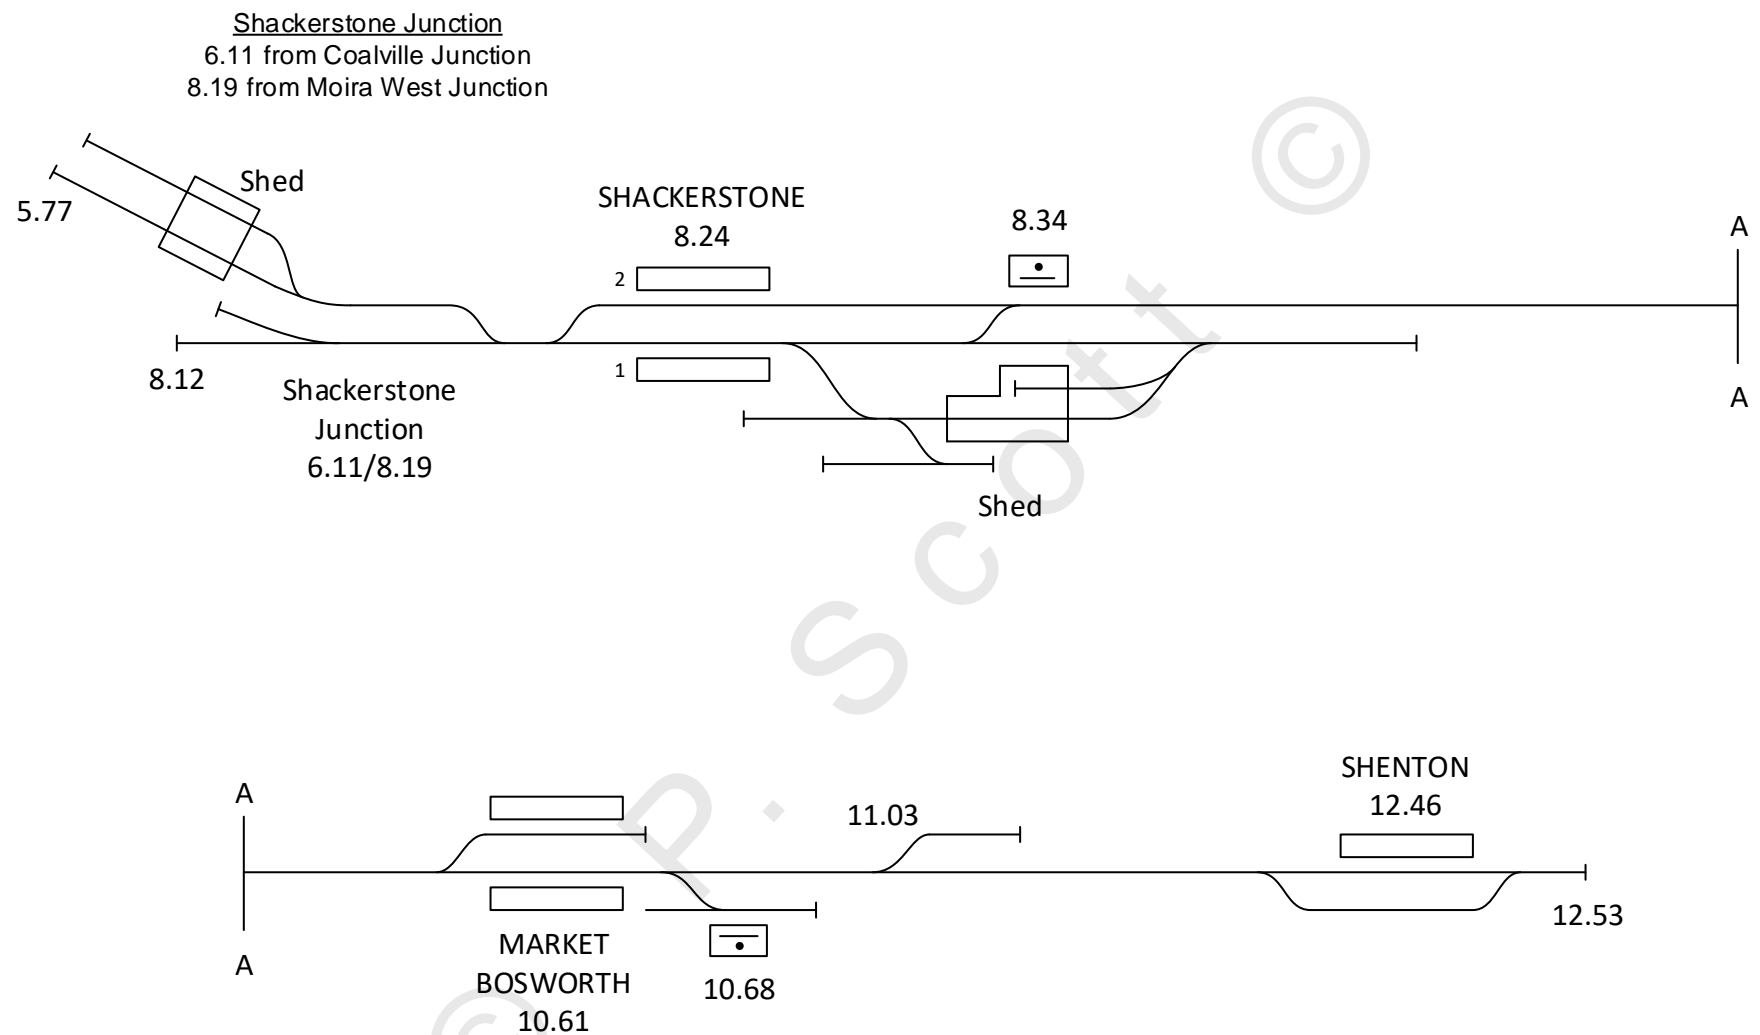 Shackerstone Junction
6.11 from Coalville Junction
8.19 from Moira West Junction
Shed
5.77
SHACKERSTONE
8.24
8.34
A
A
2
1
8.12
Shackerstone
Junction
6.11/8.19
Shed
A
A
MARKET
BOSWORTH
10.61
10.68
11.03
SHENTON
12.46
12.53
© P. Scott ©